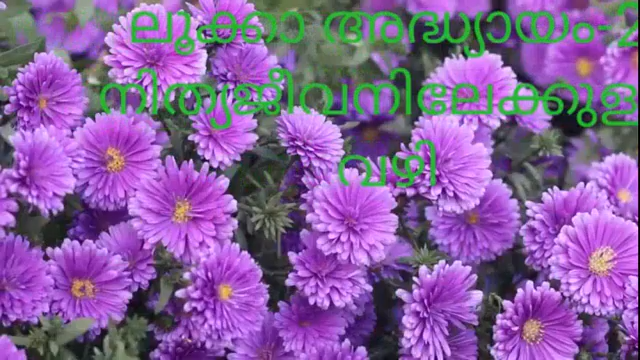 ലൂക്കാ അദ്ധ്യായം-2
നിത്യജീവനിലേക്കുള
വഴി